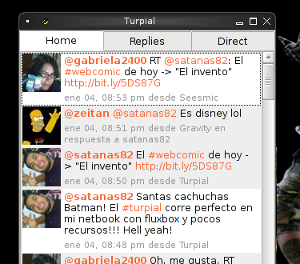 Turpial
Home Replies Direct
@gabriela2400 RT @satanas82: El
#webcomic de hoy -> "El invento"
http://bit.ly/5DS87G
ene 04, 08:53 pm desde Seesmic
@zeitan @satanas82 Es disney lol
ene 04, 08:51 pm desde Gravity en
respuesta a satanas82
@satanas82 El #webcomic de hoy -
> "El invento" http://bit.ly/5DS87G
ene 04, 08:50 pm desde Turpial
@satanas82 Santas cachuchas
Batman! El #turpial corre perfecto en
mi netbook con fluxbox y pocos
recursos!!! Hell yeah!
ene 04, 08:48 pm desde Turpial
@gabriela2400 Oh, me gusta. RT